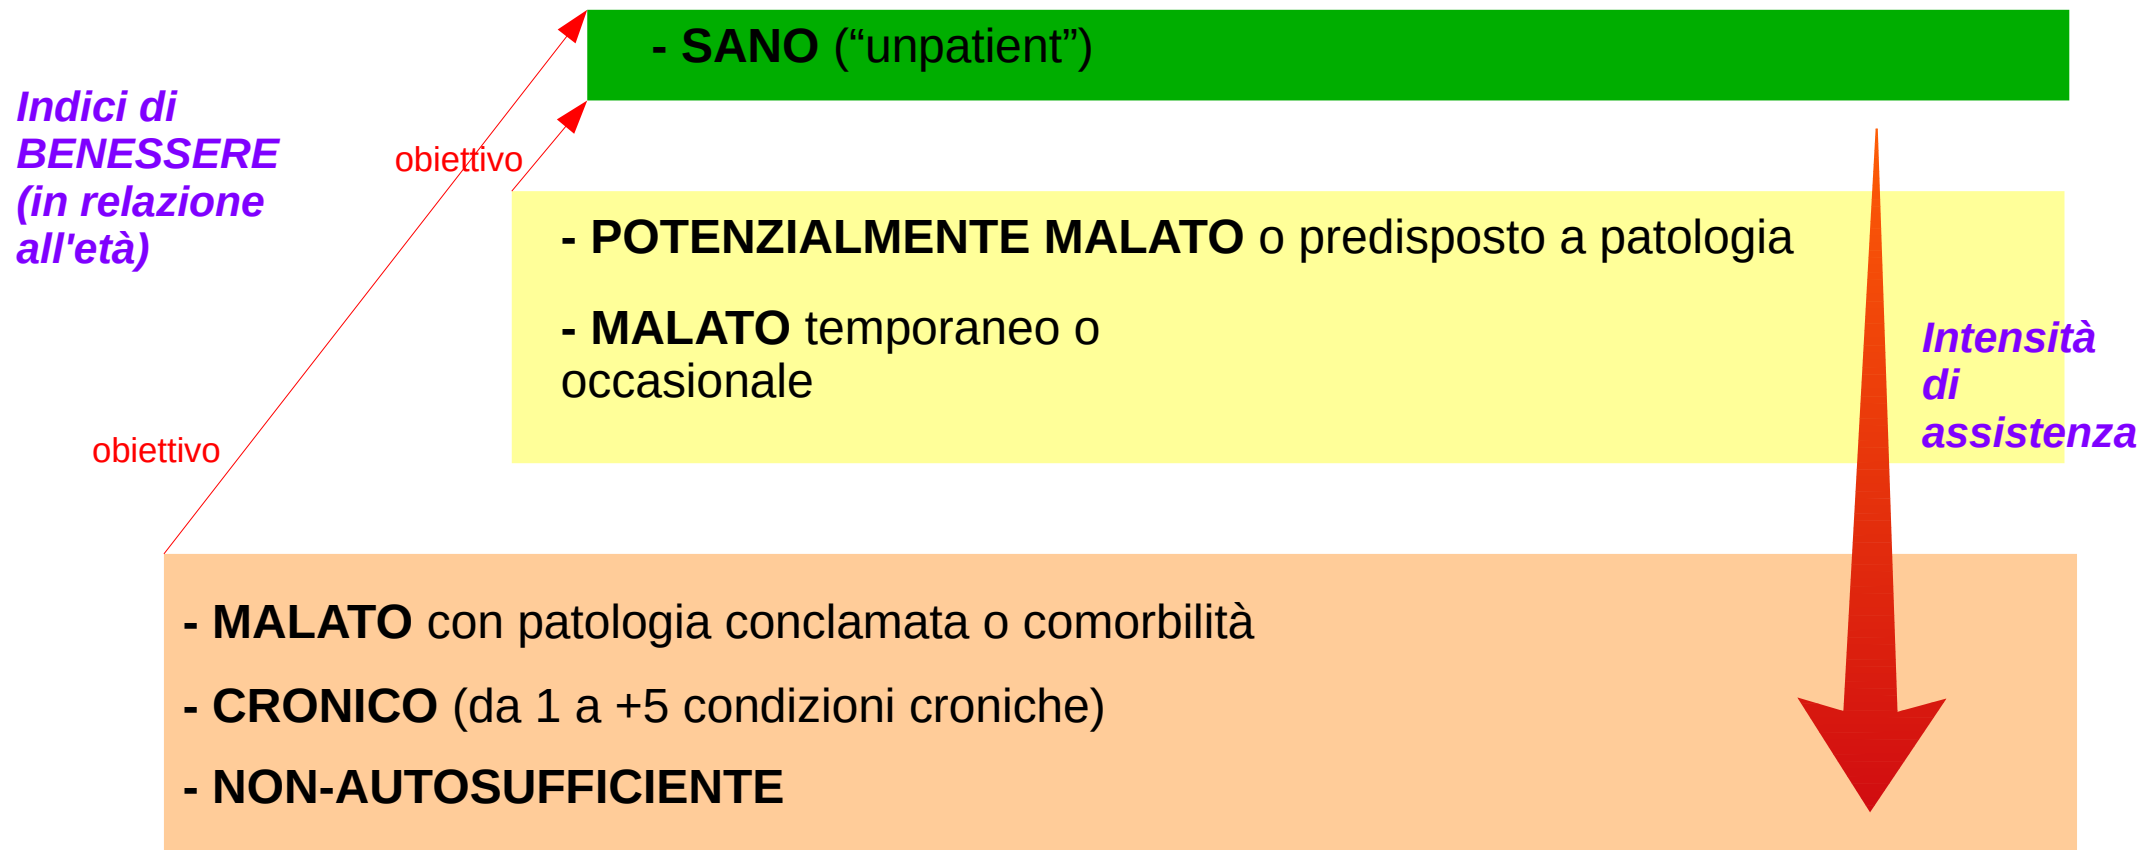 - SANO (“unpatient”)
Indici di
BENESSERE
(in relazione
all'età)
obiettivo
- POTENZIALMENTE MALATO o predisposto a patologia
- MALATO temporaneo o
occasionale
Intensità
di
assistenza
obiettivo
- MALATO con patologia conclamata o comorbilità
- CRONICO (da 1 a +5 condizioni croniche)
- NON-AUTOSUFFICIENTE